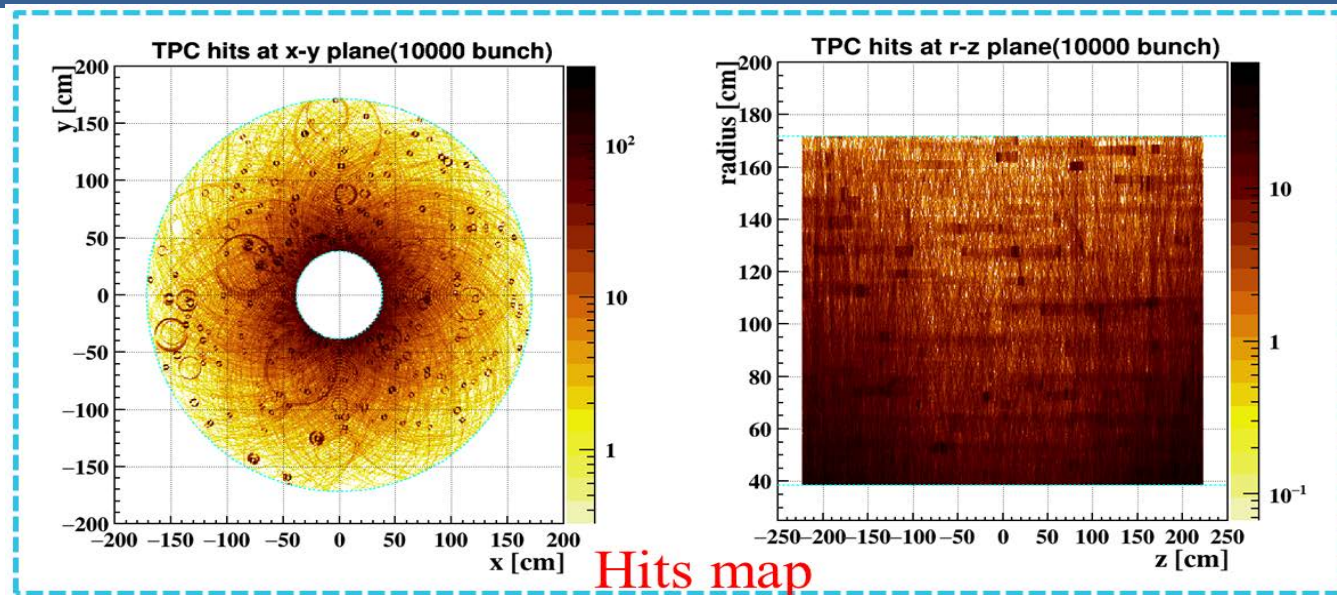 TPC hits at x-y plane(10000 bunch)
y [cm]
200
150
100
50
0
−50
−100
−150
−200
−200 −150 −100 −50 0 50 100 150 200
x [cm]
10²
10
1
TPC hits at r-z plane(10000 bunch)
radius [cm]
200
180
160
140
120
100
80
60
40
−250−200−150−100 −50 0 50 100 150 200 250
z [cm]
10
1
10⁻¹
Hits map